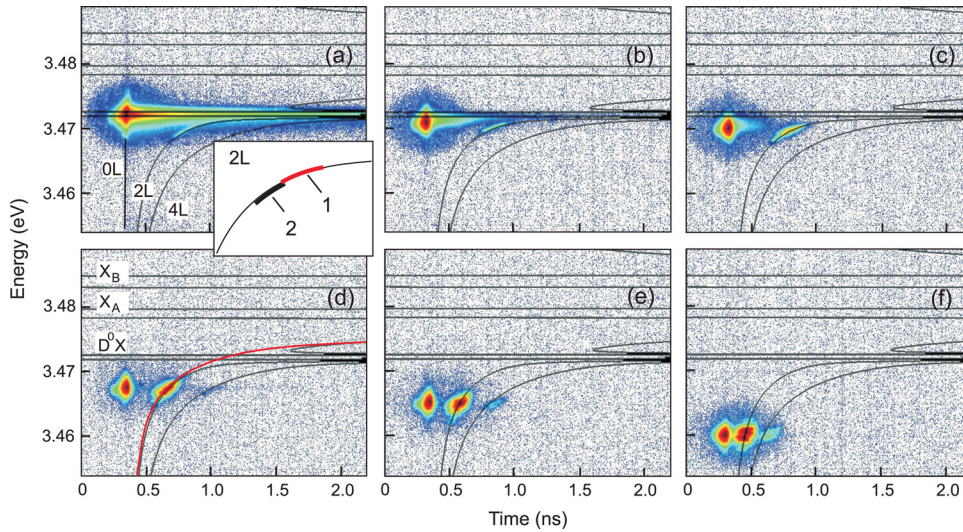 (a)
(b)
(c)
3.48
3.47
3.46
0L
2L
4L
2L
1
2
Energy (eV)
X_B
X_A
D⁰X
(d)
(e)
(f)
3.48
3.47
3.46
0 0.5 1.0 1.5 2.0
0 0.5 1.0 1.5 2.0
0 0.5 1.0 1.5 2.0
Time (ns)